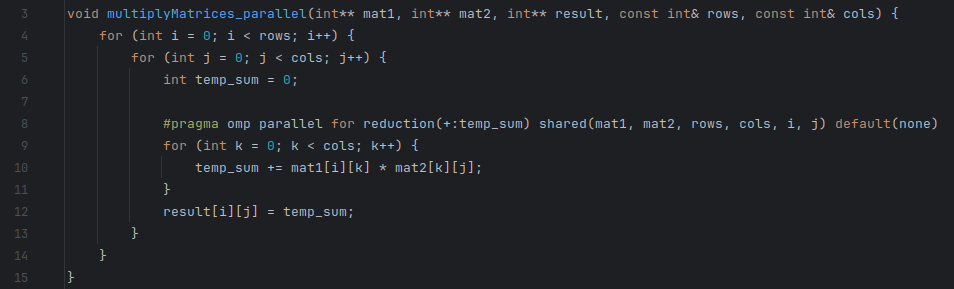 3 void multiplyMatrices_parallel(int** mat1, int** mat2, int** result, const int& rows, const int& cols) {
4     for (int i = 0; i < rows; i++) {
5         for (int j = 0; j < cols; j++) {
6             int temp_sum = 0;
7
8             #pragma omp parallel for reduction(+:temp_sum) shared(mat1, mat2, rows, cols, i, j) default(none)
9             for (int k = 0; k < cols; k++) {
10                 temp_sum += mat1[i][k] * mat2[k][j];
11             }
12             result[i][j] = temp_sum;
13         }
14     }
15 }